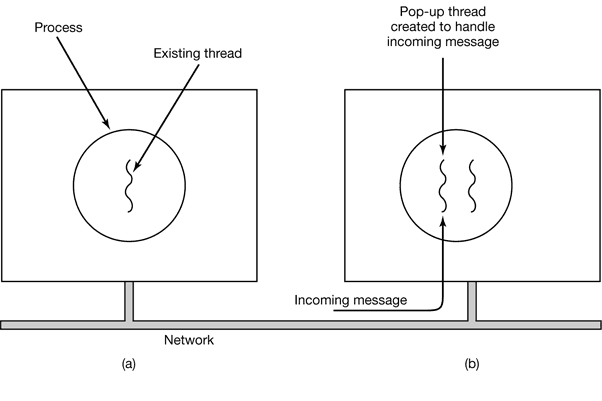 Process
Existing thread
Pop-up thread
created to handle
incoming message
Incoming message
Network
(a)
(b)